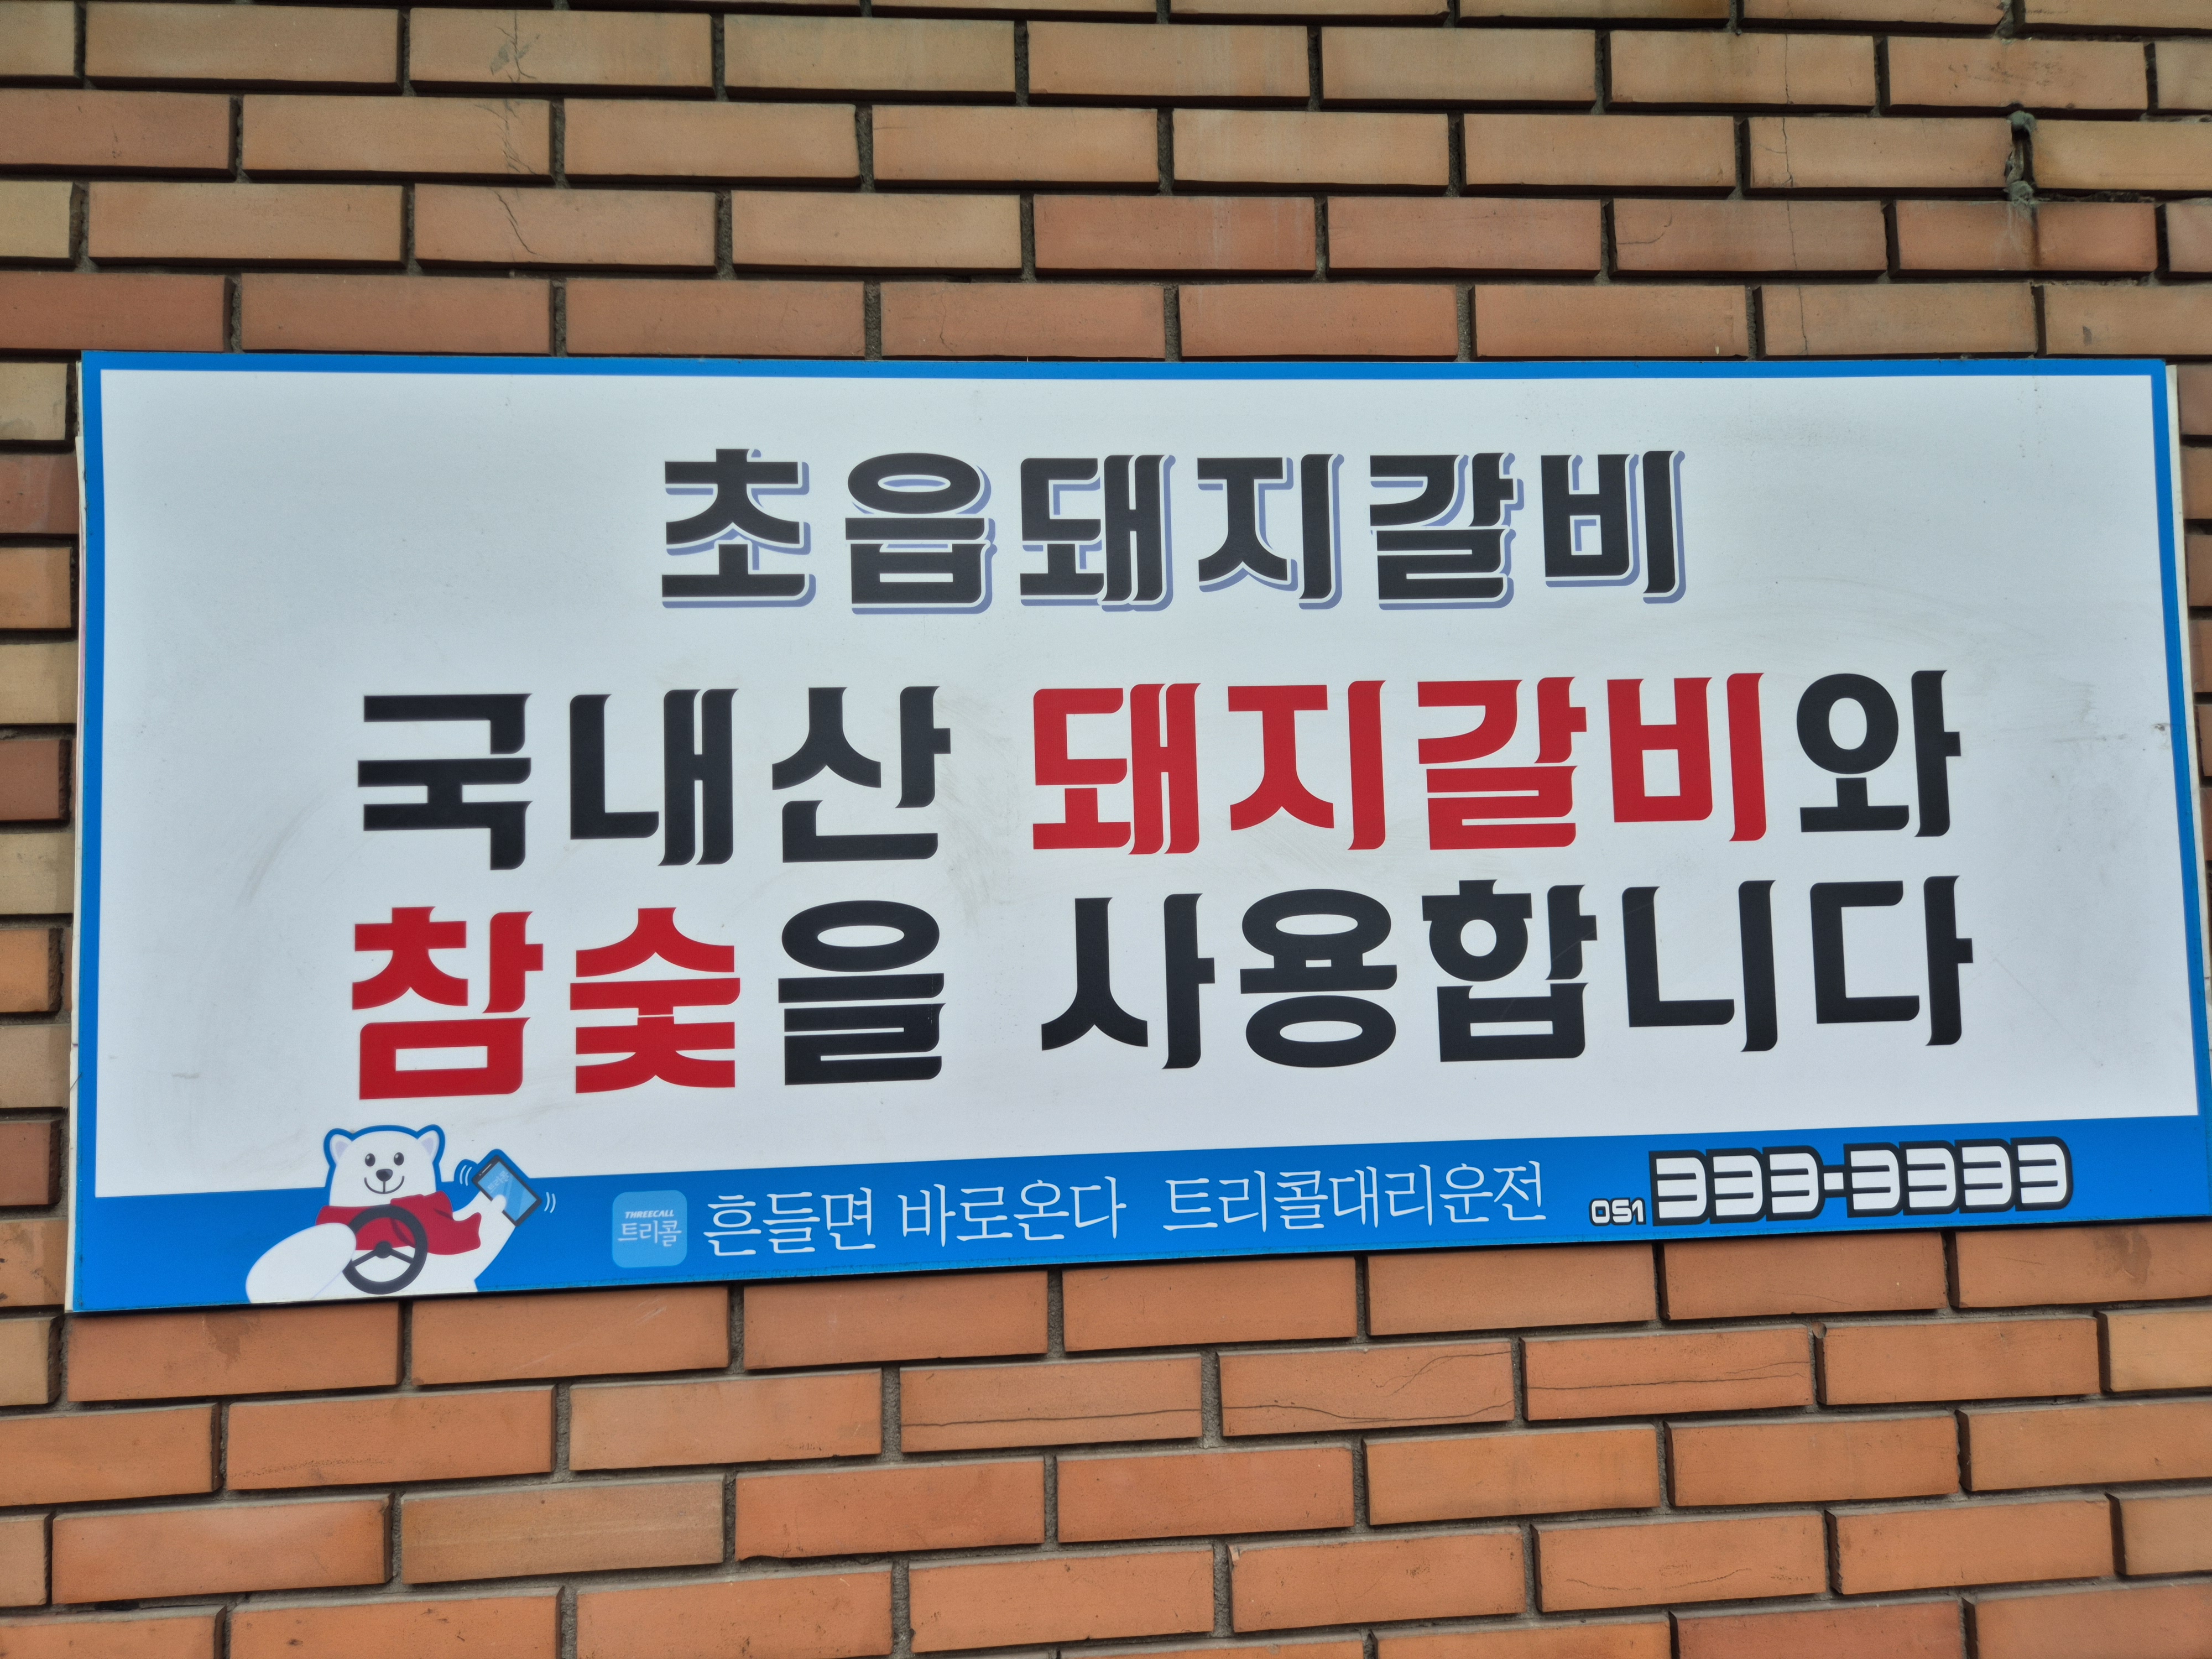 초읍돼지갈비
국내산 돼지갈비와
참숯을 사용합니다
THREECALL
트리콜
흔들면 바로온다 트리콜대리운전 051 333-3333